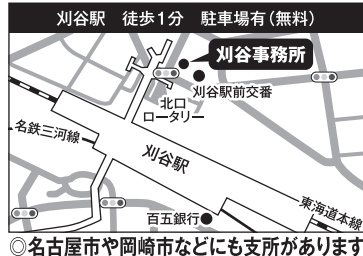 刈谷駅 徒歩1分 駐車場有(無料)
刈谷事務所
刈谷駅前交番
北口
ロータリー
名鉄三河線
刈谷駅
東海道本線
百五銀行
◎名古屋市や岡崎市などにも支所があります